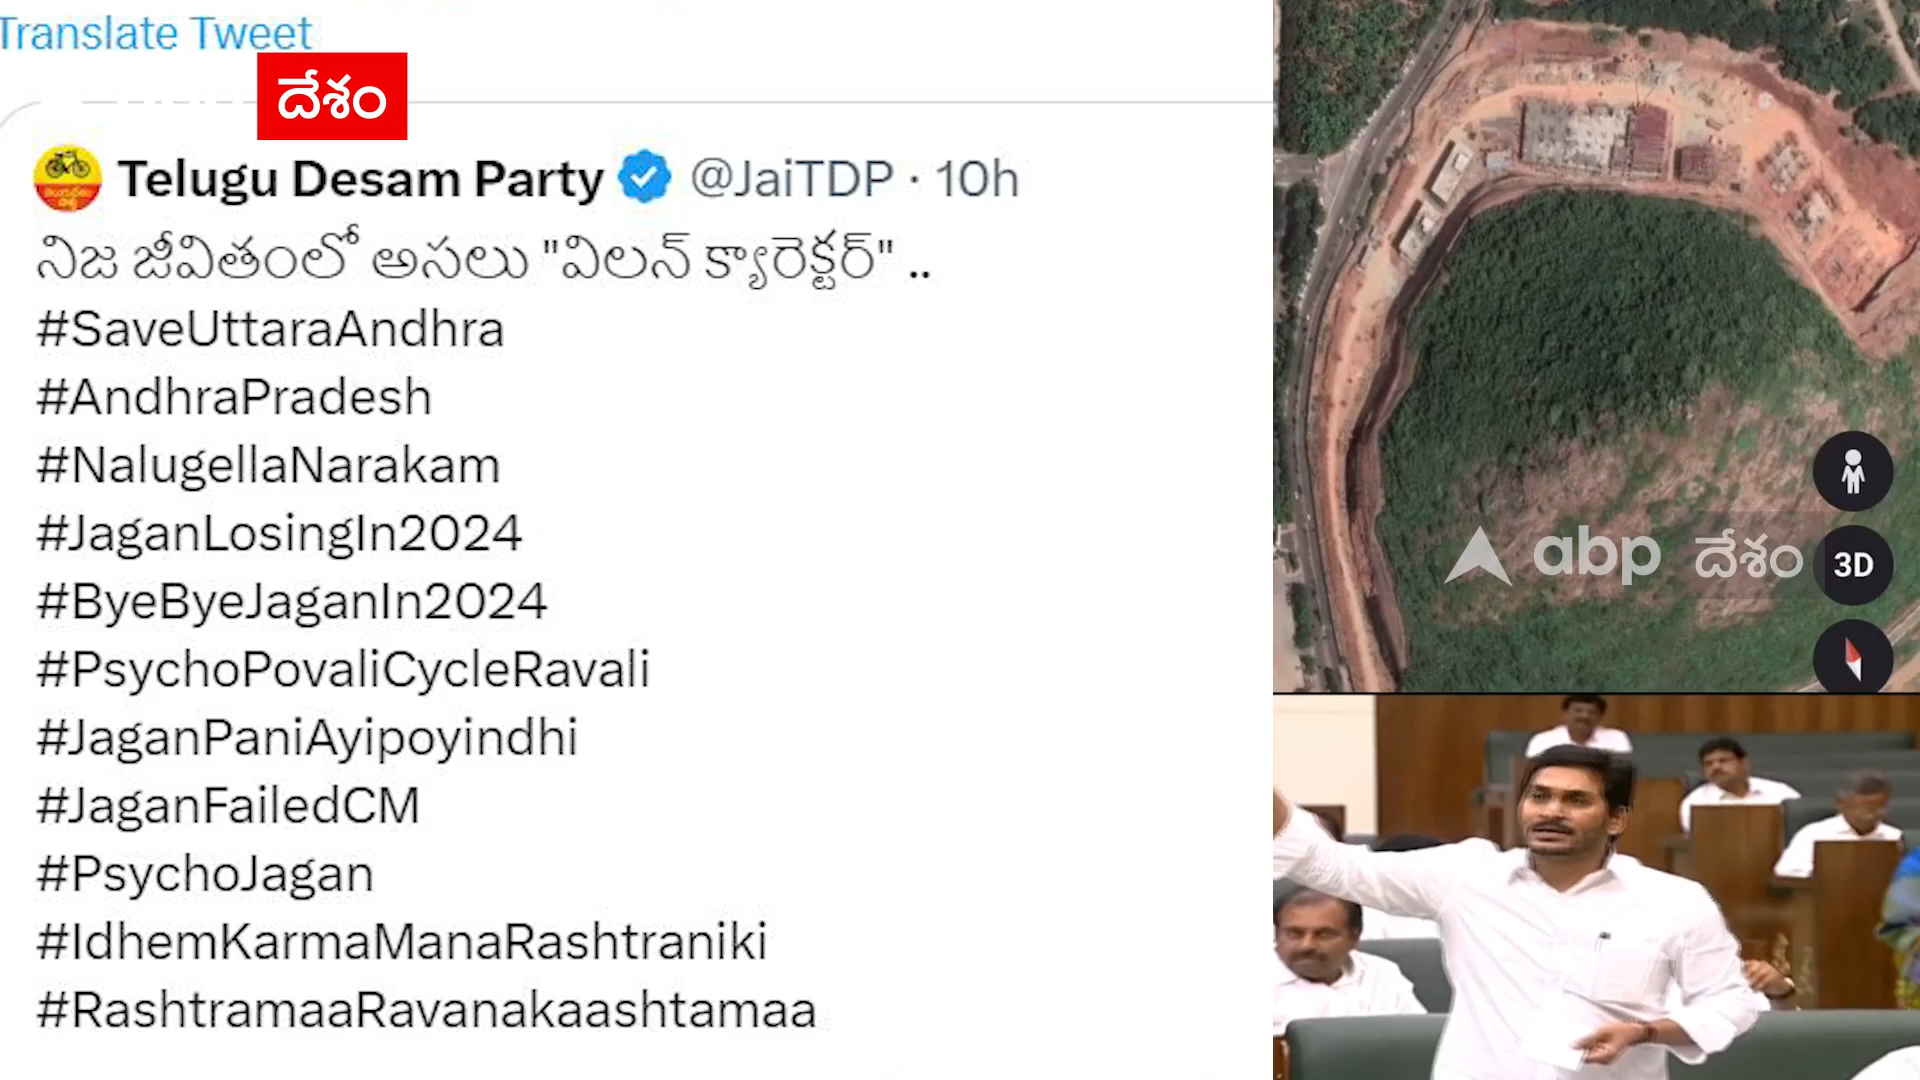 Translate Tweet
దేశం
Telugu Desam Party @JaiTDP · 10h
నిజ జీవితంలో అసలు "విలన్ క్యారెక్టర్" ..
#SaveUttaraAndhra
#AndhraPradesh
#NalugellaNarakam
#JaganLosingIn2024
#ByeByeJaganIn2024
#PsychoPovaliCycleRavali
#JaganPaniAyipoyindhi
#JaganFailedCM
#PsychoJagan
#IdhemKarmaManaRashtraniki
#RashtramaaRavanakaashtamaa
abp దేశం
3D